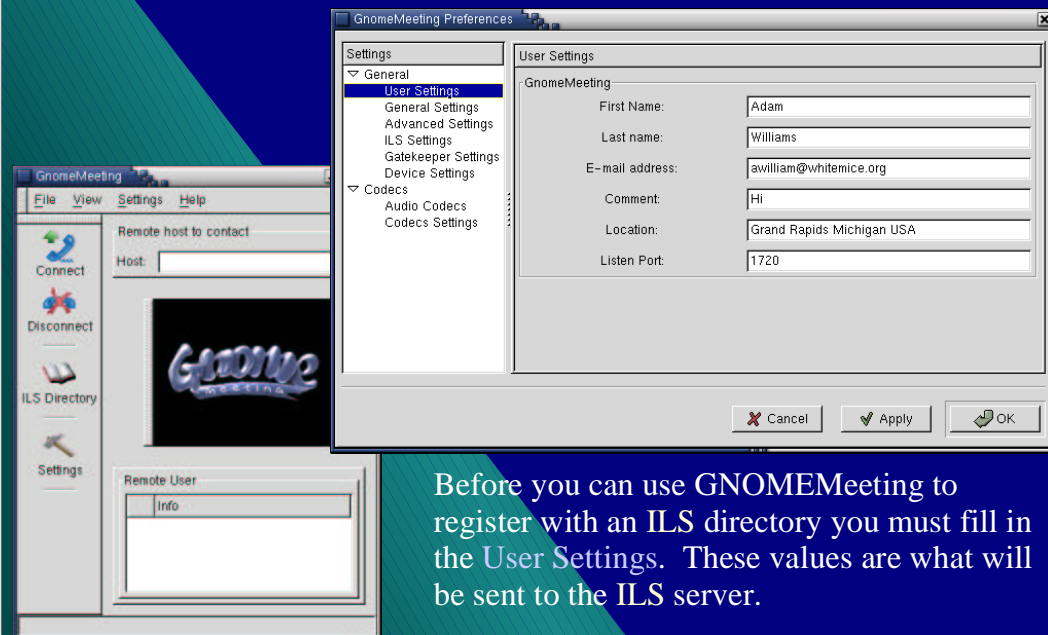 GnomeMeeting Preferences
Settings
General
User Settings
General Settings
Advanced Settings
ILS Settings
Gatekeeper Settings
Device Settings
Codecs
Audio Codecs
Codecs Settings
User Settings
GnomeMeeting
First Name: Adam
Last name: Williams
E-mail address: awilliam@whitemice.org
Comment: Hi
Location: Grand Rapids Michigan USA
Listen Port: 1720
Cancel
Apply
OK
GnomeMeeting
File View Settings Help
Connect
Disconnect
ILS Directory
Settings
Remote host to contact
Host:
GNOME
meeting
Remote User
Info
Before you can use GNOMEMeeting to
register with an ILS directory you must fill in
the User Settings. These values are what will
be sent to the ILS server.